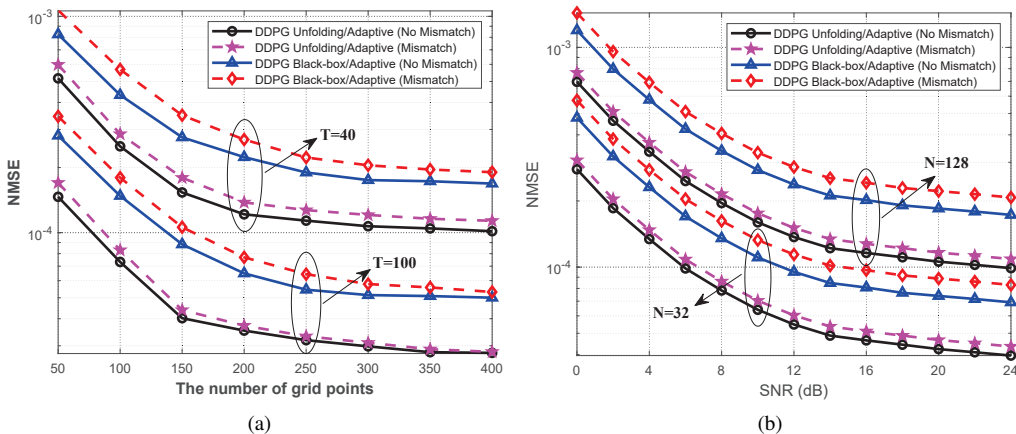 10⁻³
10⁻⁴
NMSE
DDPG Unfolding/Adaptive (No Mismatch)
DDPG Unfolding/Adaptive (Mismatch)
DDPG Black-box/Adaptive (No Mismatch)
DDPG Black-box/Adaptive (Mismatch)
T=40
T=100
50 100 150 200 250 300 350 400
The number of grid points
(a)
10⁻³
10⁻⁴
NMSE
DDPG Unfolding/Adaptive (No Mismatch)
DDPG Unfolding/Adaptive (Mismatch)
DDPG Black-box/Adaptive (No Mismatch)
DDPG Black-box/Adaptive (Mismatch)
N=128
N=32
0 4 8 12 16 20 24
SNR (dB)
(b)